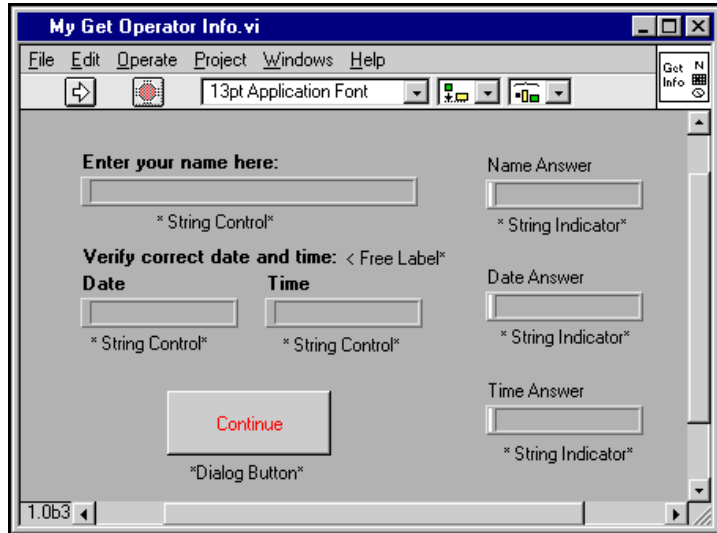 My Get Operator Info.vi
File Edit Operate Project Windows Help
Get N
Info
13pt Application Font
Enter your name here:
* String Control*
Name Answer
* String Indicator*
Verify correct date and time: < Free Label*
Date Time
* String Control* * String Control*
Date Answer
* String Indicator*
Continue
*Dialog Button*
Time Answer
* String Indicator*
1.0b3